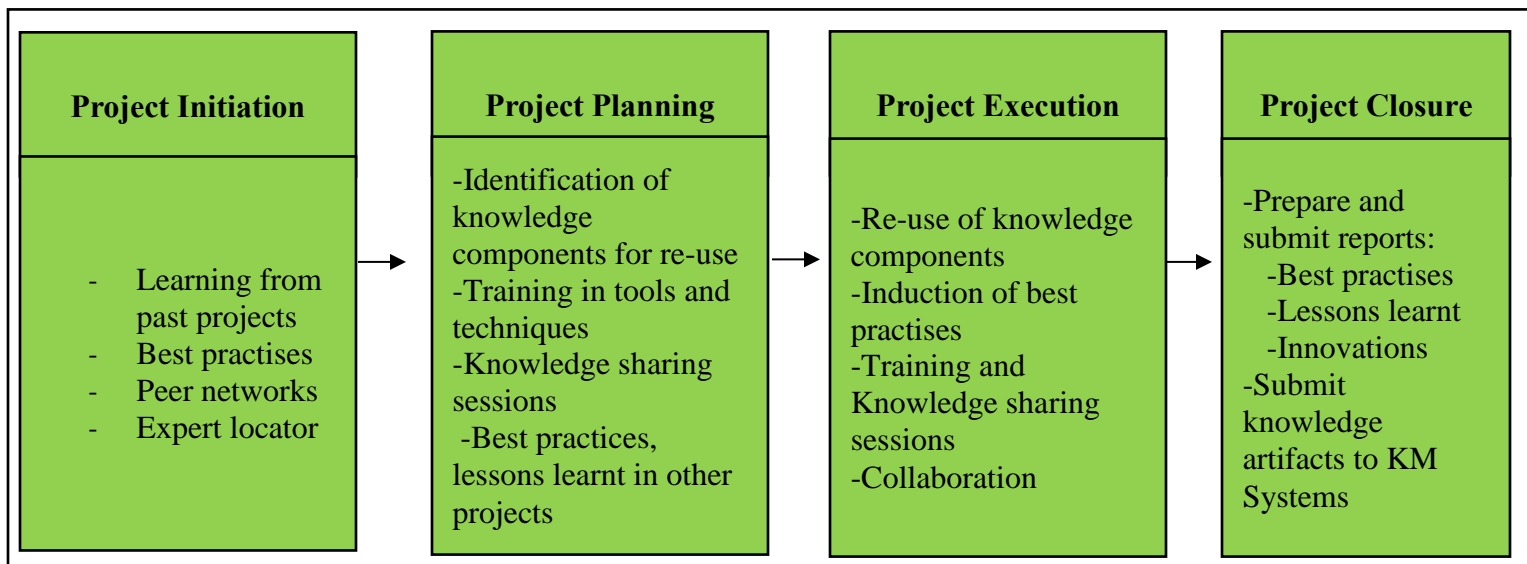 Project Initiation
- Learning from
past projects
- Best practises
- Peer networks
- Expert locator
Project Planning
-Identification of
knowledge
components for re-use
-Training in tools and
techniques
-Knowledge sharing
sessions
-Best practices,
lessons learnt in other
projects
Project Execution
-Re-use of knowledge
components
-Induction of best
practises
-Training and
Knowledge sharing
sessions
-Collaboration
Project Closure
-Prepare and
submit reports:
-Best practises
-Lessons learnt
-Innovations
-Submit
knowledge
artifacts to KM
Systems